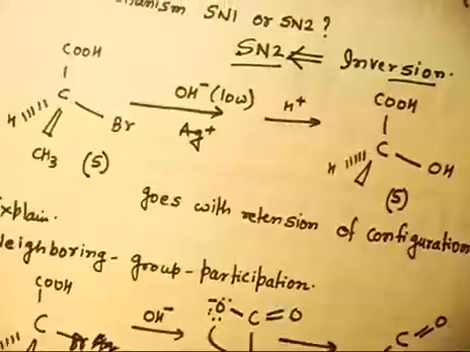 SN1 or SN2 ?
SN2 ⇐ Inversion.
COOH
C
H
Br
CH3 (S)
OH⁻ (low)
Ag+
H+
COOH
C
H
OH
(S)
goes with retension of configuration
Explain.
Neighboring-group-participation.
COOH
C
OH⁻
⁻O - C = O
C = O